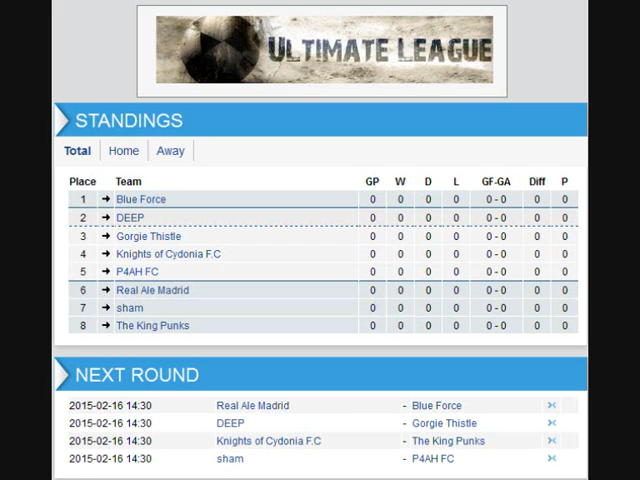 ULTIMATE LEAGUE
STANDINGS
Total Home Away
Place Team GP W D L GF-GA Diff P
1 Blue Force 0 0 0 0 0 - 0 0 0
2 DEEP 0 0 0 0 0 - 0 0 0
3 Gorgie Thistle 0 0 0 0 0 - 0 0 0
4 Knights of Cydonia F.C 0 0 0 0 0 - 0 0 0
5 P4AH FC 0 0 0 0 0 - 0 0 0
6 Real Ale Madrid 0 0 0 0 0 - 0 0 0
7 sham 0 0 0 0 0 - 0 0 0
8 The King Punks 0 0 0 0 0 - 0 0 0
NEXT ROUND
2015-02-16 14:30 Real Ale Madrid - Blue Force
2015-02-16 14:30 DEEP - Gorgie Thistle
2015-02-16 14:30 Knights of Cydonia F.C - The King Punks
2015-02-16 14:30 sham - P4AH FC